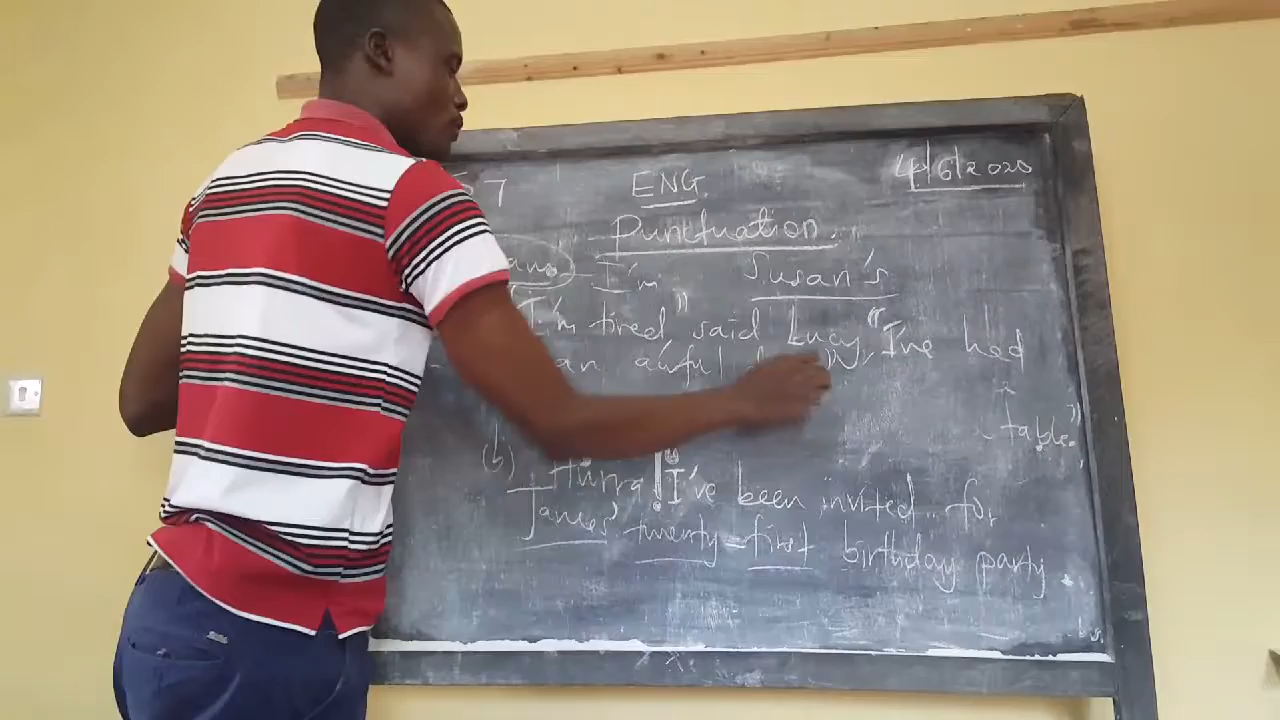 57 ENG. 4/6/2020
Punctuation
I'm Susan's
I'm tired" said Lucy "I've had
an awful
table."
(b) Hurra! I've been invited for
James' twenty-first birthday party.